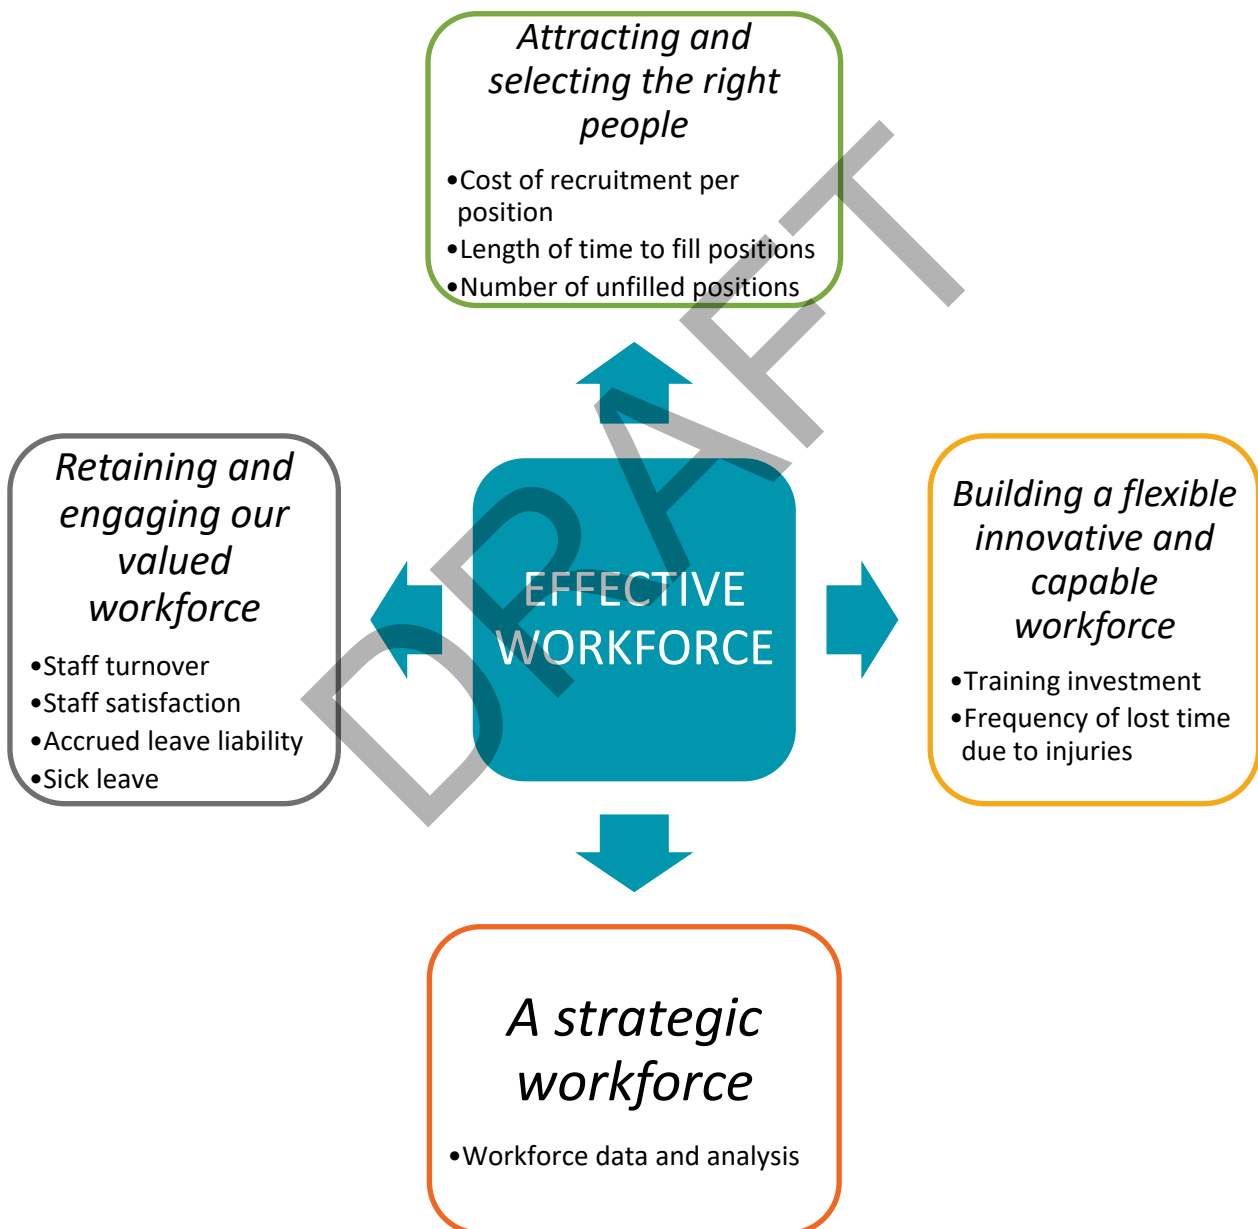 Attracting and
selecting the right
people
•Cost of recruitment per
position
•Length of time to fill positions
•Number of unfilled positions
Retaining and
engaging our
valued
workforce
•Staff turnover
•Staff satisfaction
•Accrued leave liability
•Sick leave
EFFECTIVE
WORKFORCE
Building a flexible
innovative and
capable
workforce
•Training investment
•Frequency of lost time
due to injuries
A strategic
workforce
•Workforce data and analysis
DRAFT